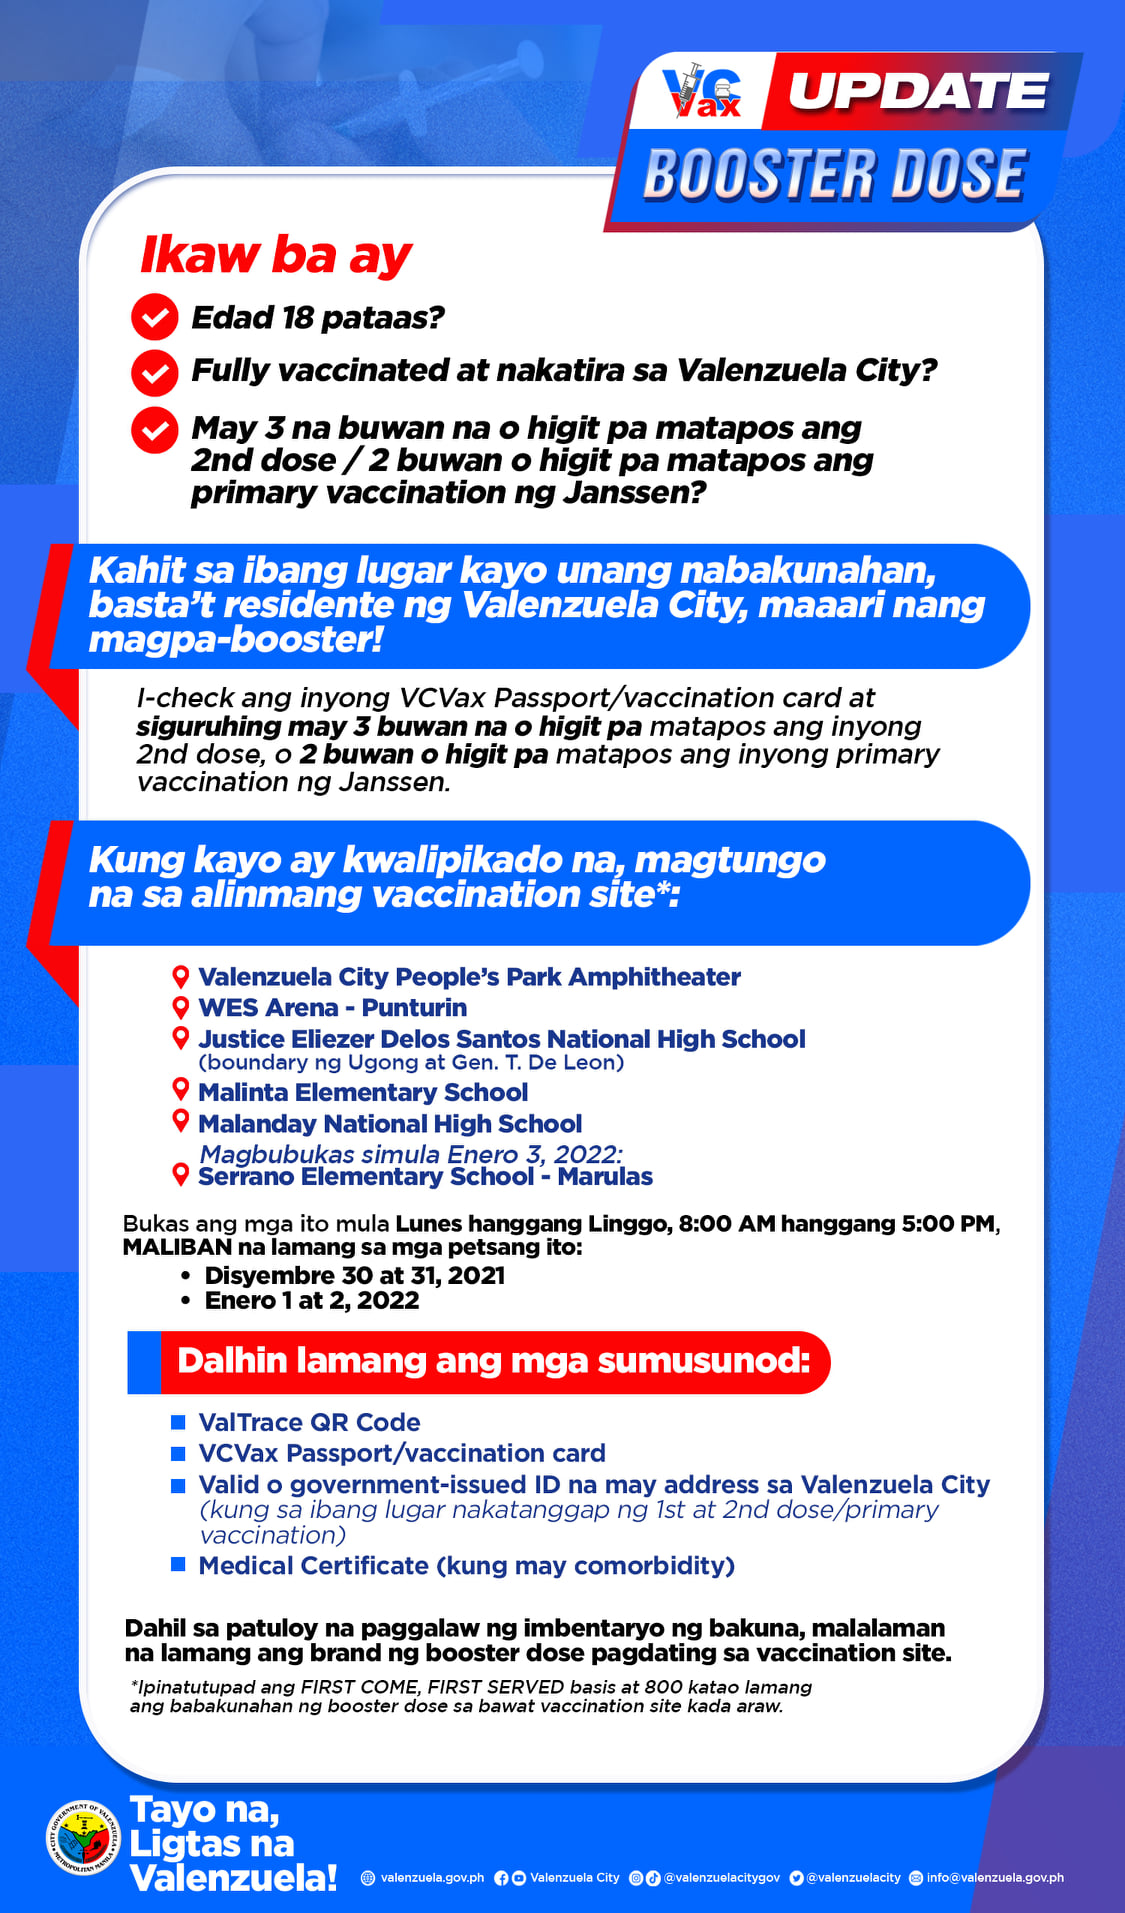 VC
Vax
UPDATE
BOOSTER DOSE
Ikaw ba ay
Edad 18 pataas?
Fully vaccinated at nakatira sa Valenzuela City?
May 3 na buwan na o higit pa matapos ang
2nd dose / 2 buwan o higit pa matapos ang
primary vaccination ng Janssen?
Kahit sa ibang lugar kayo unang nabakunahan,
basta't residente ng Valenzuela City, maaari nang
magpa-booster!
I-check ang inyong VCVax Passport/vaccination card at
siguruhing may 3 buwan na o higit pa matapos ang inyong
2nd dose, o 2 buwan o higit pa matapos ang inyong primary
vaccination ng Janssen.
Kung kayo ay kwalipikado na, magtungo
na sa alinmang vaccination site*:
Valenzuela City People's Park Amphitheater
WES Arena - Punturin
Justice Eliezer Delos Santos National High School
(boundary ng Ugong at Gen. T. De Leon)
Malinta Elementary School
Malanday National High School
Magbubukas simula Enero 3, 2022:
Serrano Elementary School - Marulas
Bukas ang mga ito mula Lunes hanggang Linggo, 8:00 AM hanggang 5:00 PM,
MALIBAN na lamang sa mga petsang ito:
• Disyembre 30 at 31, 2021
• Enero 1 at 2, 2022
Dalhin lamang ang mga sumusunod:
ValTrace QR Code
VCVax Passport/vaccination card
Valid o government-issued ID na may address sa Valenzuela City
(kung sa ibang lugar nakatanggap ng 1st at 2nd dose/primary
vaccination)
Medical Certificate (kung may comorbidity)
Dahil sa patuloy na paggalaw ng imbentaryo ng bakuna, malalaman
na lamang ang brand ng booster dose pagdating sa vaccination site.
*Ipinatutupad ang FIRST COME, FIRST SERVED basis at 800 katao lamang
ang babakunahan ng booster dose sa bawat vaccination site kada araw.
CITY GOVERNMENT OF VALENZUELA
METROPOLITAN MANILA
Tayo na,
Ligtas na
Valenzuela!
valenzuela.gov.ph Valenzuela City @valenzuelacitygov @valenzuelacity info@valenzuela.gov.ph